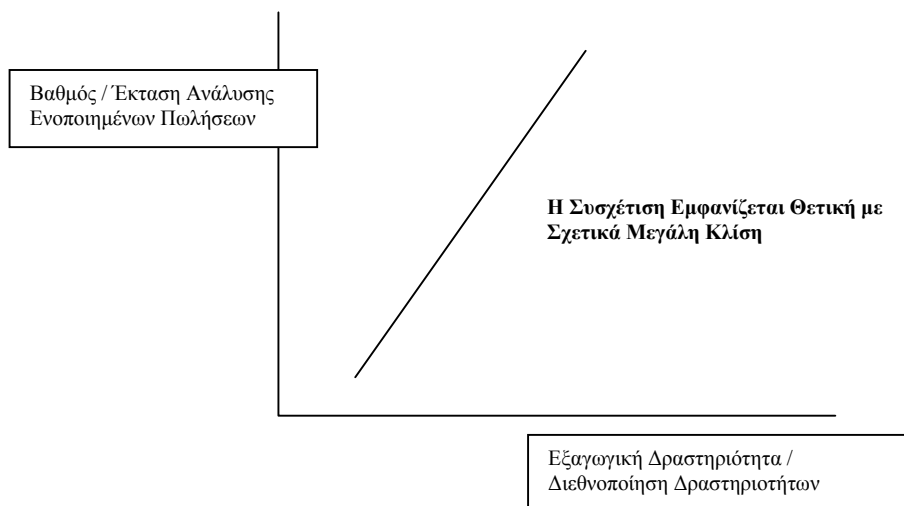 Βαθμός / Έκταση Ανάλυσης
Ενοποιημένων Πωλήσεων
Η Συσχέτιση Εμφανίζεται Θετική με
Σχετικά Μεγάλη Κλίση
Εξαγωγική Δραστηριότητα /
Διεθνοποίηση Δραστηριοτήτων